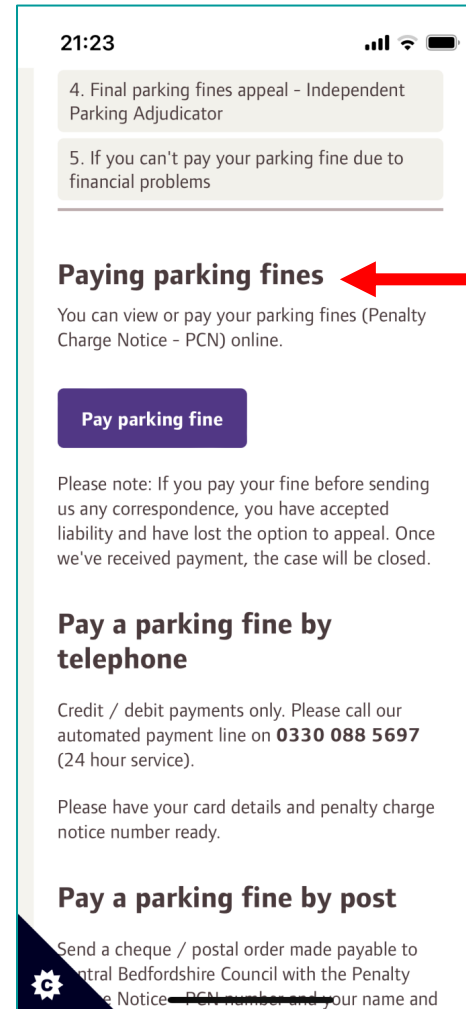 21:23
4. Final parking fines appeal - Independent
Parking Adjudicator
5. If you can't pay your parking fine due to
financial problems
Paying parking fines
You can view or pay your parking fines (Penalty
Charge Notice - PCN) online.
Pay parking fine
Please note: If you pay your fine before sending
us any correspondence, you have accepted
liability and have lost the option to appeal. Once
we've received payment, the case will be closed.
Pay a parking fine by
telephone
Credit / debit payments only. Please call our
automated payment line on 0330 088 5697
(24 hour service).
Please have your card details and penalty charge
notice number ready.
Pay a parking fine by post
Send a cheque / postal order made payable to
Bedfordshire Council with the Penalty
Notice - PCN number and your name and